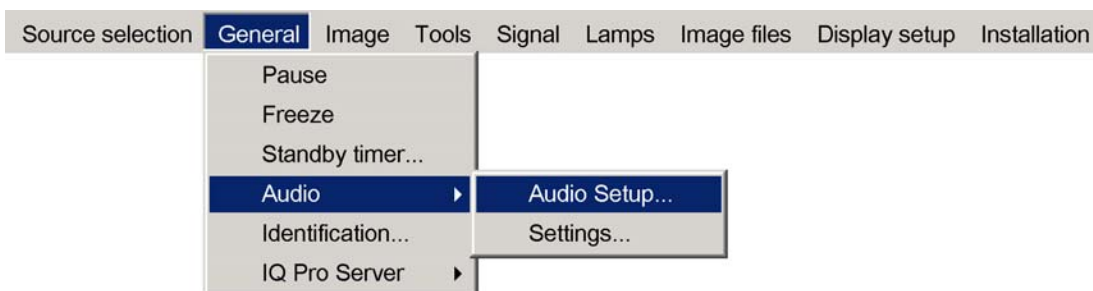 Source selection General Image Tools Signal Lamps Image files Display setup Installation
Pause
Freeze
Standby timer...
Audio
Audio Setup...
Identification...
Settings...
IQ Pro Server